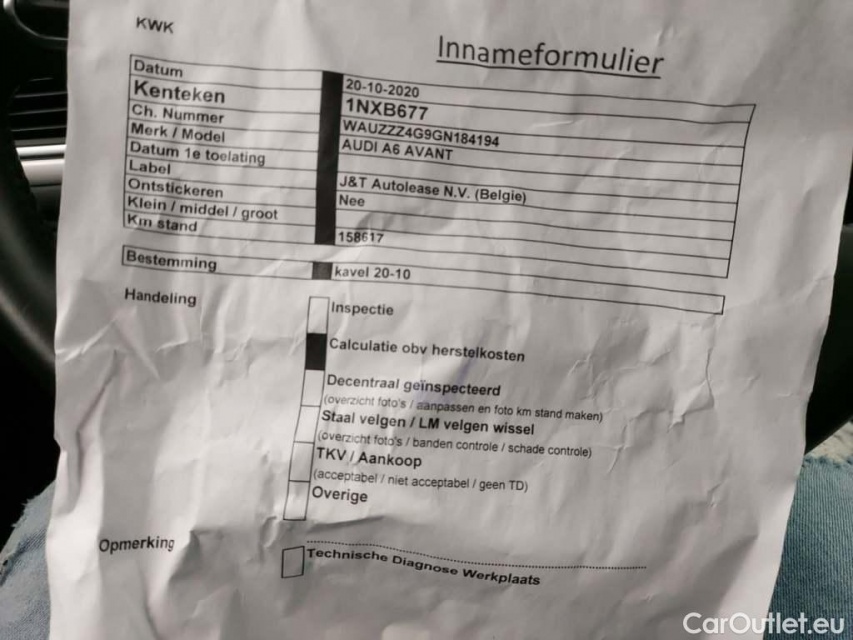 KWK
Innameformulier
Datum 20-10-2020
Kenteken 1NXB677
Ch. Nummer WAUZZZ4G9GN184194
Merk / Model AUDI A6 AVANT
Datum 1e toelating
Label J&T Autolease N.V. (Belgie)
Ontstickeren Nee
Klein / middel / groot
Km stand 158617
Bestemming kavel 20-10
Handeling
Inspectie
Calculatie obv herstelkosten
Decentraal geïnspecteerd
(overzicht foto's / aanpassen en foto km stand maken)
Staal velgen / LM velgen wissel
(overzicht foto's / banden controle / schade controle)
TKV / Aankoop
(acceptabel / niet acceptabel / geen TD)
Overige
Opmerking
Technische Diagnose Werkplaats
CarOutlet.eu